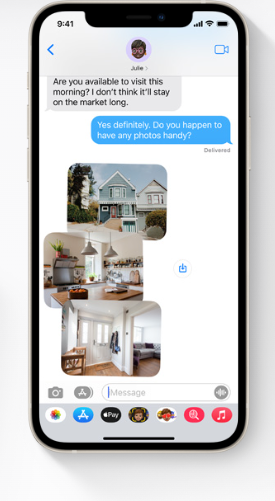 9:41
Julie >
Are you available to visit this
morning? I don't think it'll stay
on the market long.
Yes definitely. Do you happen to
have any photos handy?
Delivered
Message
Pay